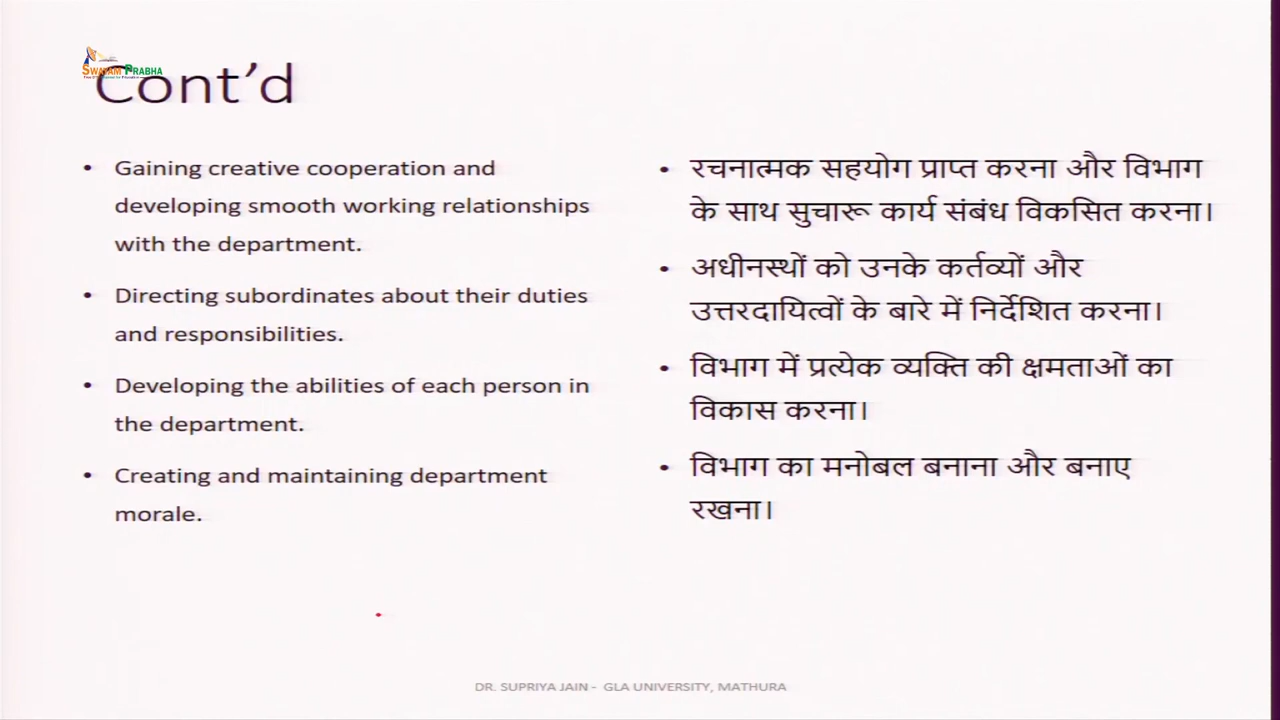 SWAYAM PRABHA
Cont’d
• Gaining creative cooperation and
developing smooth working relationships
with the department.
• Directing subordinates about their duties
and responsibilities.
• Developing the abilities of each person in
the department.
• Creating and maintaining department
morale.
• रचनात्मक सहयोग प्राप्त करना और विभाग
के साथ सुचारू कार्य संबंध विकसित करना।
• अधीनस्थों को उनके कर्तव्यों और
उत्तरदायित्वों के बारे में निर्देशित करना।
• विभाग में प्रत्येक व्यक्ति की क्षमताओं का
विकास करना।
• विभाग का मनोबल बनाना और बनाए
रखना।
DR. SUPRIYA JAIN - GLA UNIVERSITY, MATHURA